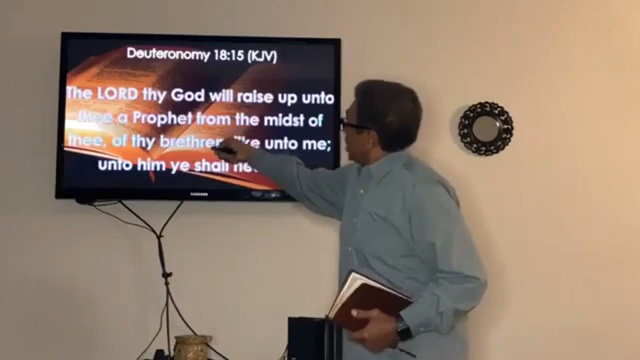 Deuteronomy 18:15 (KJV)
The LORD thy God will raise up unto
thee a Prophet from the midst of
thee, of thy brethren, like unto me;
unto him ye shall
SAMSUNG